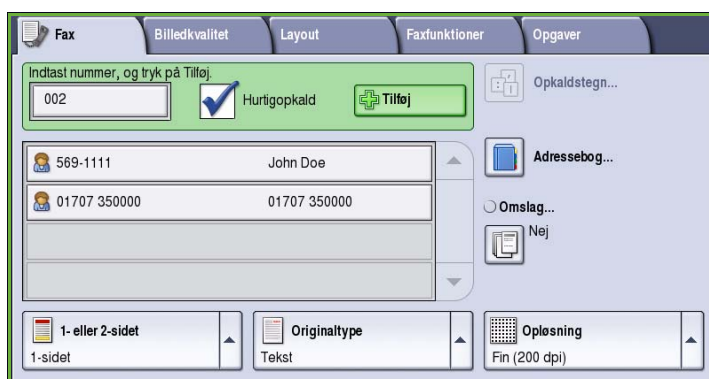 Fax
Billedkvalitet
Layout
Faxfunktioner
Opgaver
Indtast nummer, og tryk på Tilføj.
002
Hurtigopkald
Tilføj
Opkaldstegn...
569-1111 John Doe
Adressebog...
01707 350000 01707 350000
Omslag...
Nej
1- eller 2-sidet
1-sidet
Originaltype
Tekst
Opløsning
Fin (200 dpi)